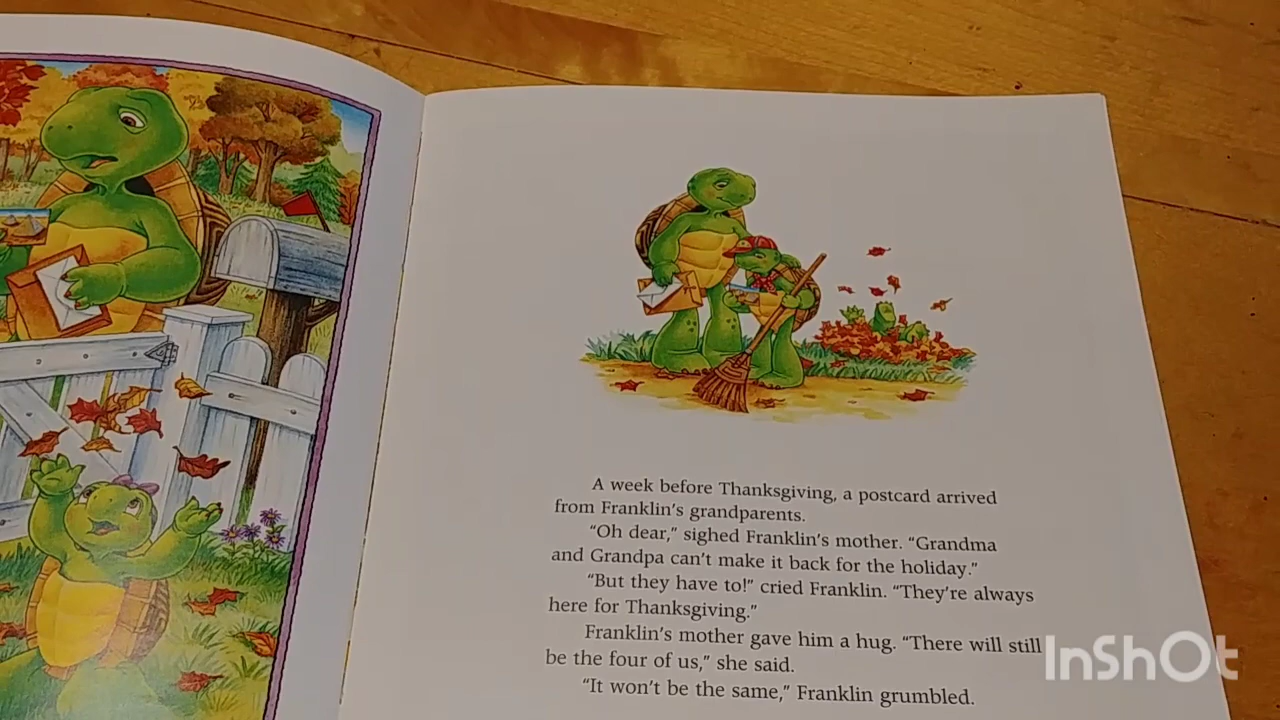 A week before Thanksgiving, a postcard arrived
from Franklin's grandparents.
"Oh dear," sighed Franklin's mother. "Grandma
and Grandpa can't make it back for the holiday."
"But they have to!" cried Franklin. "They're always
here for Thanksgiving."
Franklin's mother gave him a hug. "There will still
be the four of us," she said.
"It won't be the same," Franklin grumbled.
InShOt